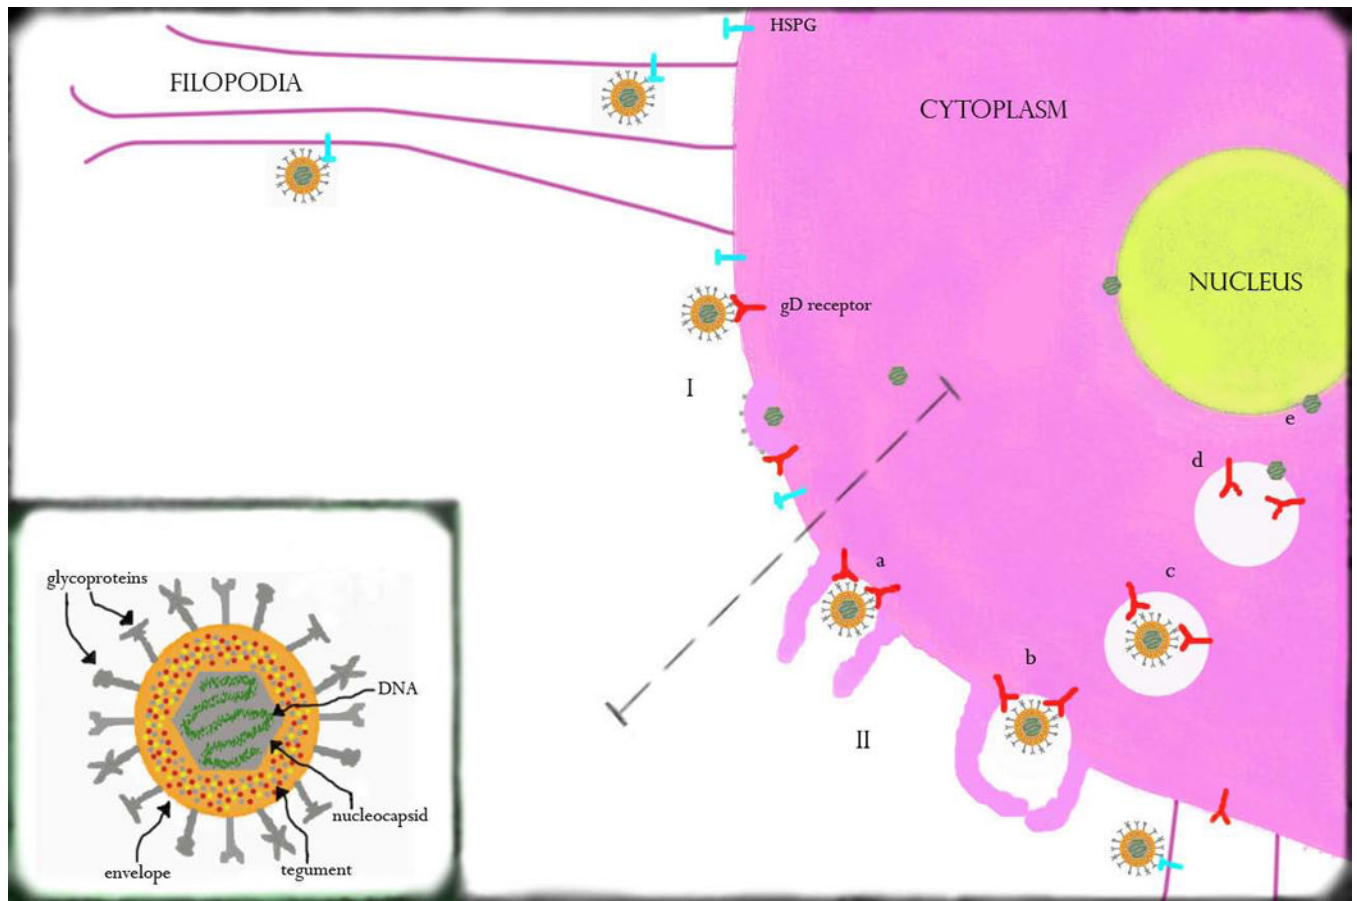 HSPG
FILOPODIA
CYTOPLASM
NUCLEUS
gD receptor
I
e
d
a
c
b
II
glycoproteins
DNA
nucleocapsid
envelope
tegument